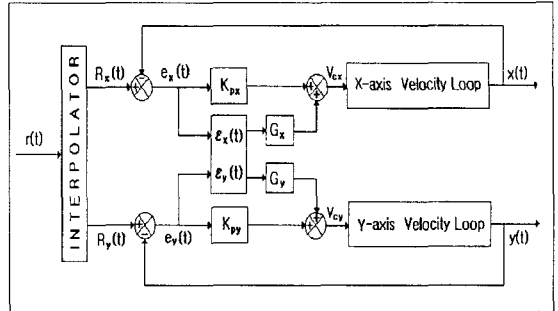 INTERPOLATOR
r(t)
Rx(t)
+
−
ex(t)
Kpx
+
+
Vcx
X-axis Velocity Loop
x(t)
εx(t)
Gx
εy(t)
Gy
Ry(t)
+
−
ey(t)
Kpy
+
+
Vcy
Y-axis Velocity Loop
y(t)